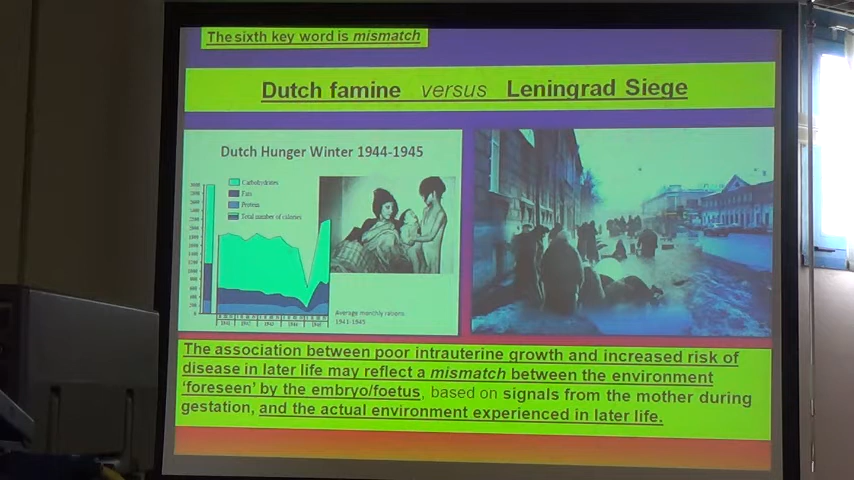 The sixth key word is mismatch
Dutch famine versus Leningrad Siege
Dutch Hunger Winter 1944-1945
Carbohydrates
Fats
Protein
Total number of calories
Average monthly rations
1941-1945
The association between poor intrauterine growth and increased risk of
disease in later life may reflect a mismatch between the environment
'foreseen' by the embryo/foetus, based on signals from the mother during
gestation, and the actual environment experienced in later life.